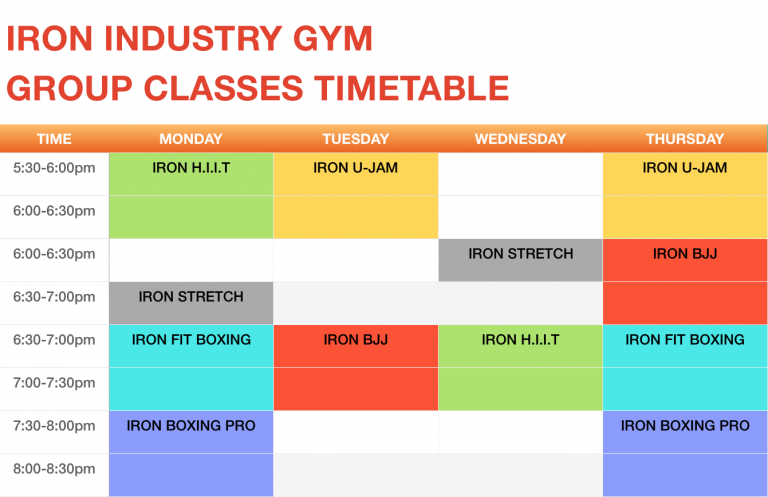 IRON INDUSTRY GYM
GROUP CLASSES TIMETABLE
TIME MONDAY TUESDAY WEDNESDAY THURSDAY
5:30-6:00pm IRON H.I.I.T IRON U-JAM IRON U-JAM
6:00-6:30pm
6:00-6:30pm IRON STRETCH IRON BJJ
6:30-7:00pm IRON STRETCH
6:30-7:00pm IRON FIT BOXING IRON BJJ IRON H.I.I.T IRON FIT BOXING
7:00-7:30pm
7:30-8:00pm IRON BOXING PRO IRON BOXING PRO
8:00-8:30pm